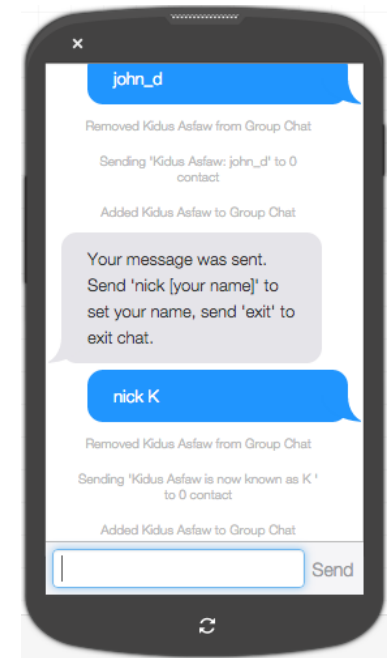 john_d
Removed Kidus Asfaw from Group Chat
Sending 'Kidus Asfaw: john_d' to 0
contact
Added Kidus Asfaw to Group Chat
Your message was sent.
Send 'nick [your name]' to
set your name, send 'exit' to
exit chat.
nick K
Removed Kidus Asfaw from Group Chat
Sending 'Kidus Asfaw is now known as K '
to 0 contact
Added Kidus Asfaw to Group Chat
Send